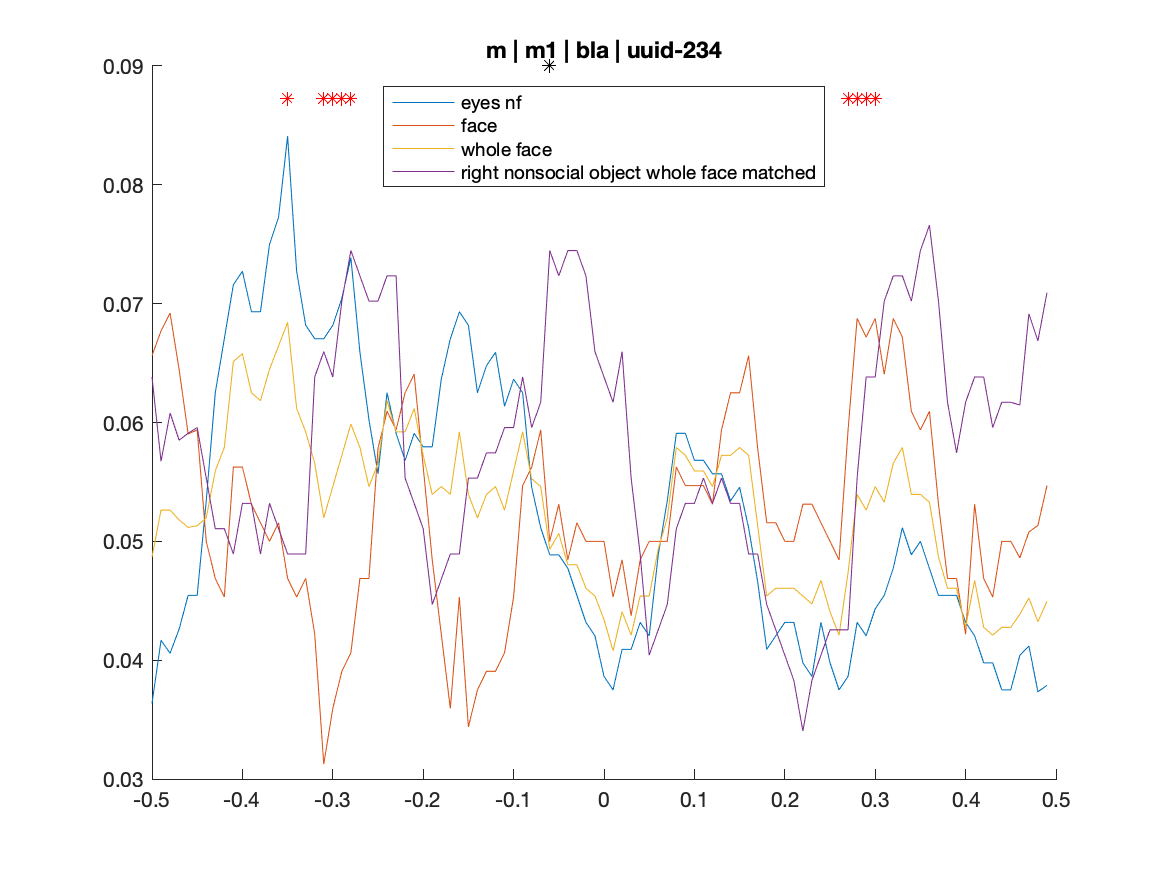 m | m1 | bla | uuid-234
0.09
eyes nf
face
whole face
right nonsocial object whole face matched
0.08
0.07
0.06
0.05
0.04
0.03
-0.5 -0.4 -0.3 -0.2 -0.1 0 0.1 0.2 0.3 0.4 0.5